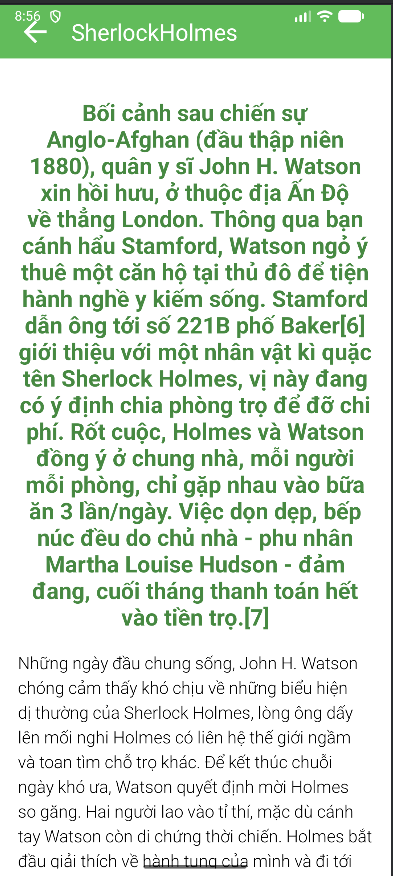 8:56
SherlockHolmes
Bối cảnh sau chiến sự
Anglo-Afghan (đầu thập niên
1880), quân y sĩ John H. Watson
xin hồi hưu, ở thuộc địa Ấn Độ
về thẳng London. Thông qua bạn
cánh hẩu Stamford, Watson ngỏ ý
thuê một căn hộ tại thủ đô để tiện
hành nghề y kiếm sống. Stamford
dẫn ông tới số 221B phố Baker[6]
giới thiệu với một nhân vật kì quặc
tên Sherlock Holmes, vị này đang
có ý định chia phòng trọ để đỡ chi
phí. Rốt cuộc, Holmes và Watson
đồng ý ở chung nhà, mỗi người
mỗi phòng, chỉ gặp nhau vào bữa
ăn 3 lần/ngày. Việc dọn dẹp, bếp
núc đều do chủ nhà - phu nhân
Martha Louise Hudson - đảm
đang, cuối tháng thanh toán hết
vào tiền trọ.[7]
Những ngày đầu chung sống, John H. Watson
chóng cảm thấy khó chịu về những biểu hiện
dị thường của Sherlock Holmes, lòng ông dấy
lên mối nghi Holmes có liên hệ thế giới ngầm
và toan tìm chỗ trọ khác. Để kết thúc chuỗi
ngày khó ưa, Watson quyết định mời Holmes
so găng. Hai người lao vào tỉ thí, mặc dù cánh
tay Watson còn di chứng thời chiến. Holmes bắt
đầu giải thích về hành tung của mình và đi tới